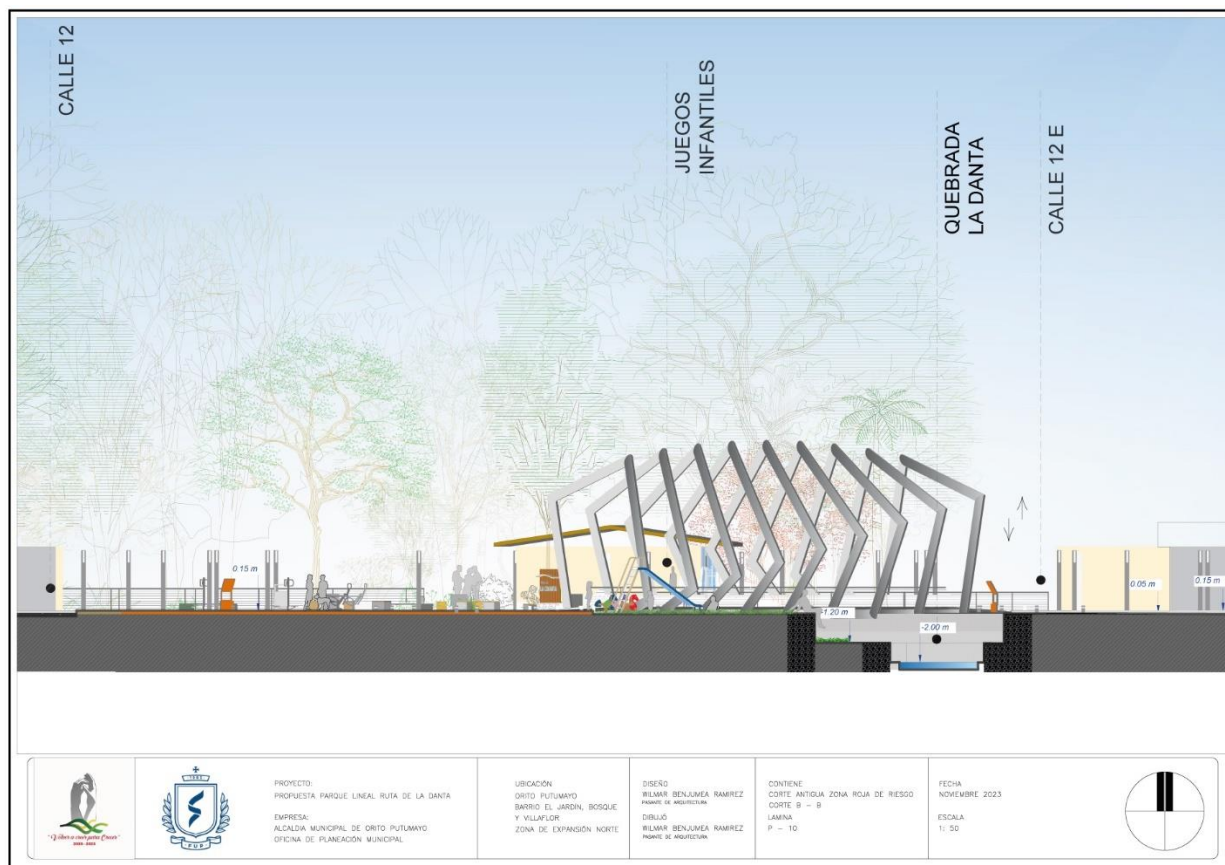 CALLE 12
JUEGOS
INFANTILES
QUEBRADA
LA DANTA
CALLE 12 E
0.15 m
-1.20 m
-2.00 m
0.05 m
0.15 m
PROYECTO:
PROPUESTA PARQUE LINEAL RUTA DE LA DANTA
EMPRESA:
ALCALDIA MUNICIPAL DE ORITO PUTUMAYO
OFICINA DE PLANEACIÓN MUNICIPAL
UBICACIÓN
ORITO PUTUMAYO
BARRIO EL JARDIN, BOSQUE
Y VILLAFLOR
ZONA DE EXPANSIÓN NORTE
DISEÑO
WILMAR BENJUMEA RAMIREZ
PASANTE DE ARQUITECTURA
DIBUJÓ
WILMAR BENJUMEA RAMIREZ
PASANTE DE ARQUITECTURA
CONTIENE
CORTE ANTIGUA ZONA ROJA DE RIESGO
CORTE B - B
LAMINA
P - 10
FECHA
NOVIEMBRE 2023
ESCALA
1: 50
1982
F.U.P.